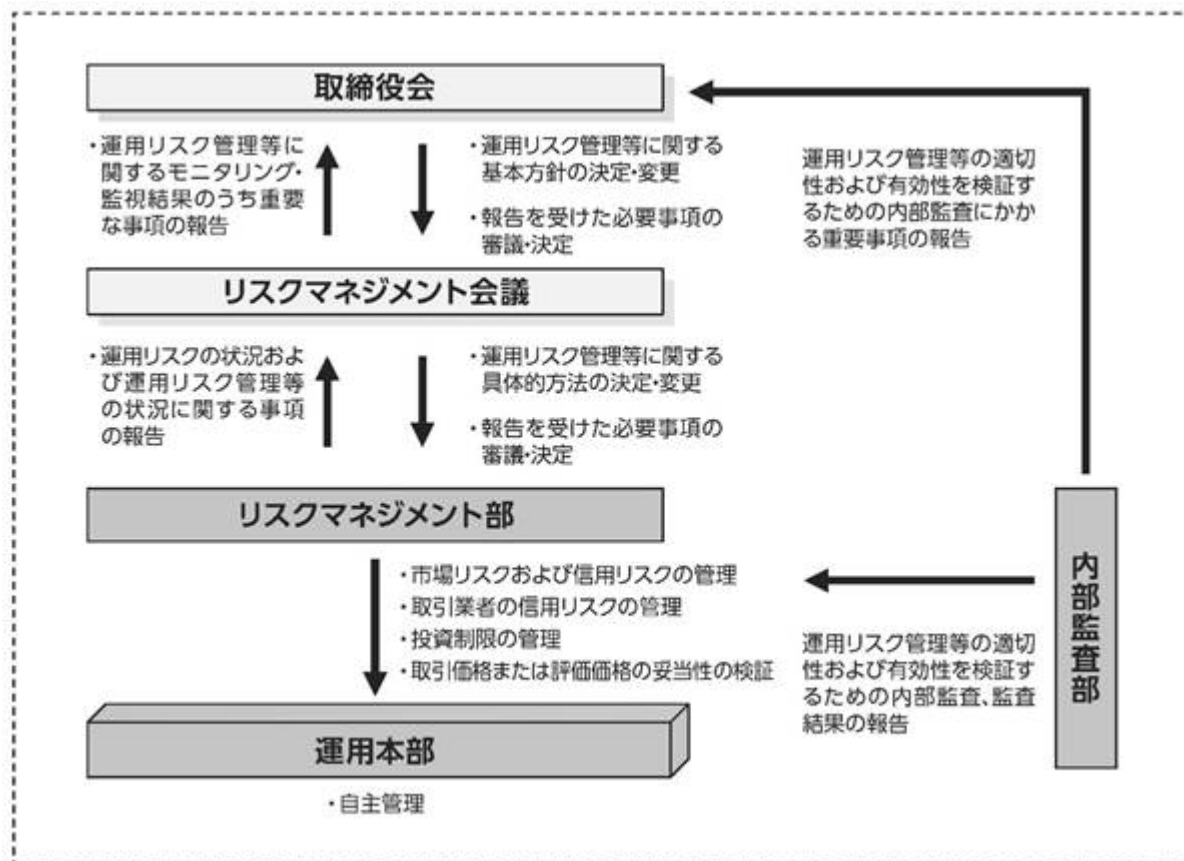 取締役会
・運用リスク管理等に
関するモニタリング・
監視結果のうち重要
な事項の報告
・運用リスク管理等に関する
基本方針の決定・変更
・報告を受けた必要事項の
審議・決定
運用リスク管理等の適切
性および有効性を検証す
るための内部監査にかか
る重要事項の報告
リスクマネジメント会議
・運用リスクの状況およ
び運用リスク管理等
の状況に関する事項
の報告
・運用リスク管理等に関する
具体的方法の決定・変更
・報告を受けた必要事項の
審議・決定
リスクマネジメント部
・市場リスクおよび信用リスクの管理
・取引業者の信用リスクの管理
・投資制限の管理
・取引価格または評価価格の妥当性の検証
内部監査部
運用リスク管理等の適切
性および有効性を検証す
るための内部監査、監査
結果の報告
運用本部
・自主管理